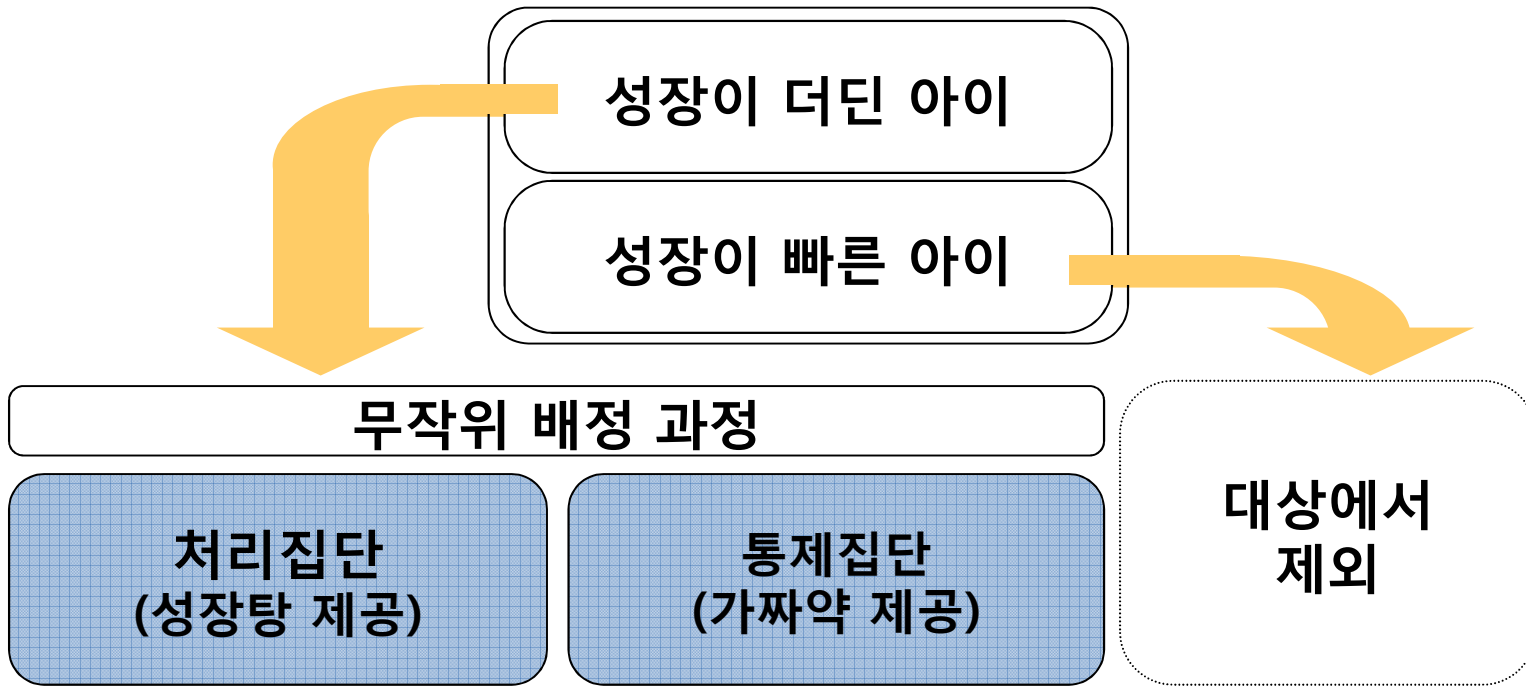 성장이 더딘 아이
성장이 빠른 아이
무작위 배정 과정
처리집단
(성장탕 제공)
통제집단
(가짜약 제공)
대상에서
제외